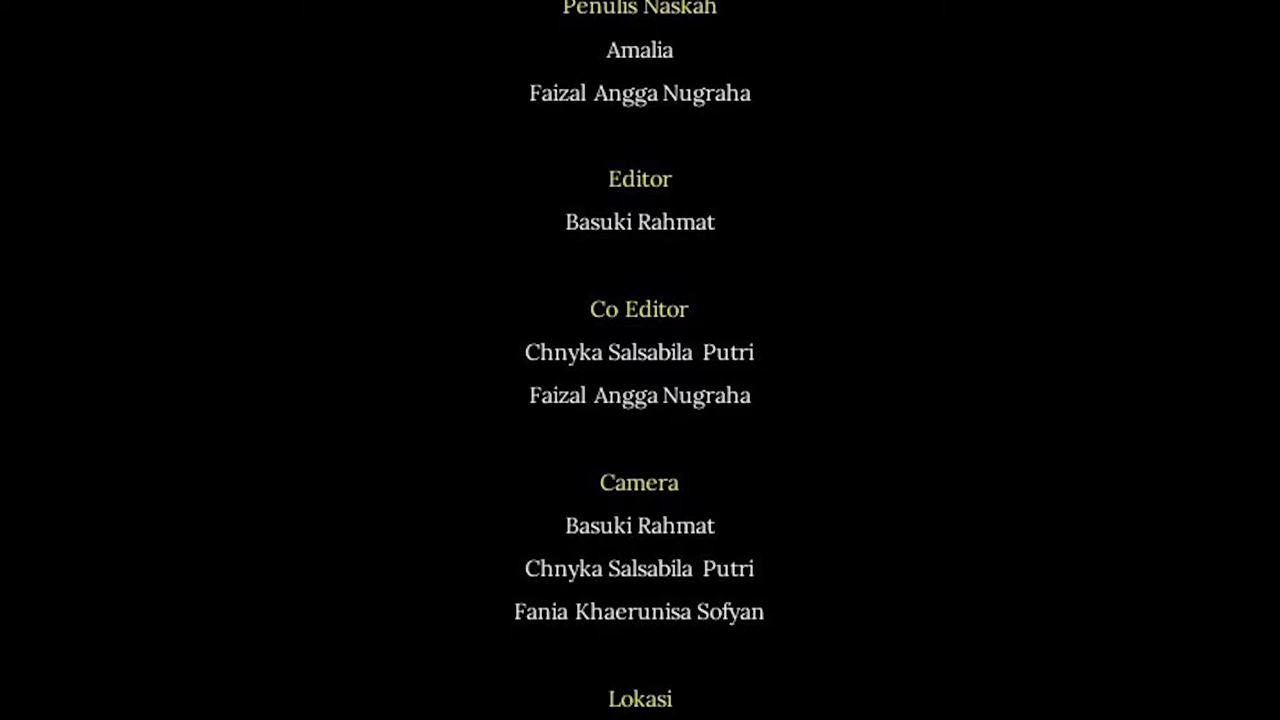 Penulis Naskah
Amalia
Faizal Angga Nugraha
Editor
Basuki Rahmat
Co Editor
Chnyka Salsabila Putri
Faizal Angga Nugraha
Camera
Basuki Rahmat
Chnyka Salsabila Putri
Fania Khaerunisa Sofyan
Lokasi